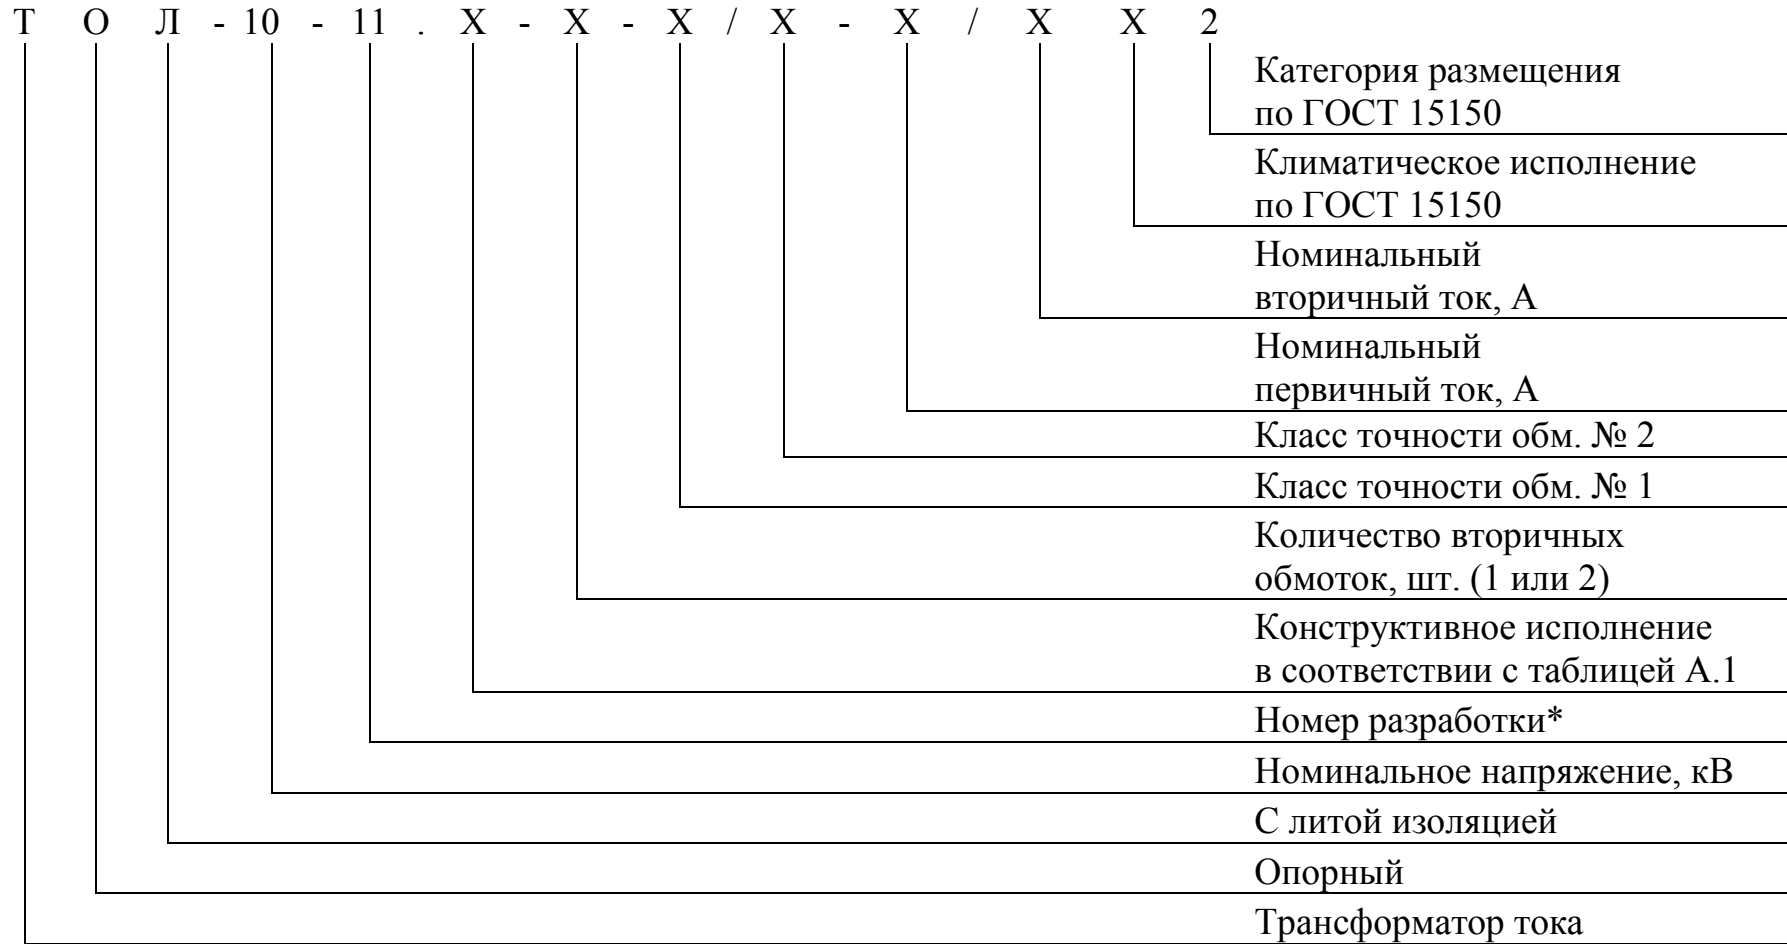 Т О Л - 10 - 11 . Х - Х - Х / Х - Х / Х Х 2
Категория размещения
по ГОСТ 15150
Климатическое исполнение
по ГОСТ 15150
Номинальный
вторичный ток, А
Номинальный
первичный ток, А
Класс точности обм. № 2
Класс точности обм. № 1
Количество вторичных
обмоток, шт. (1 или 2)
Конструктивное исполнение
в соответствии с таблицей А.1
Номер разработки*
Номинальное напряжение, кВ
С литой изоляцией
Опорный
Трансформатор тока